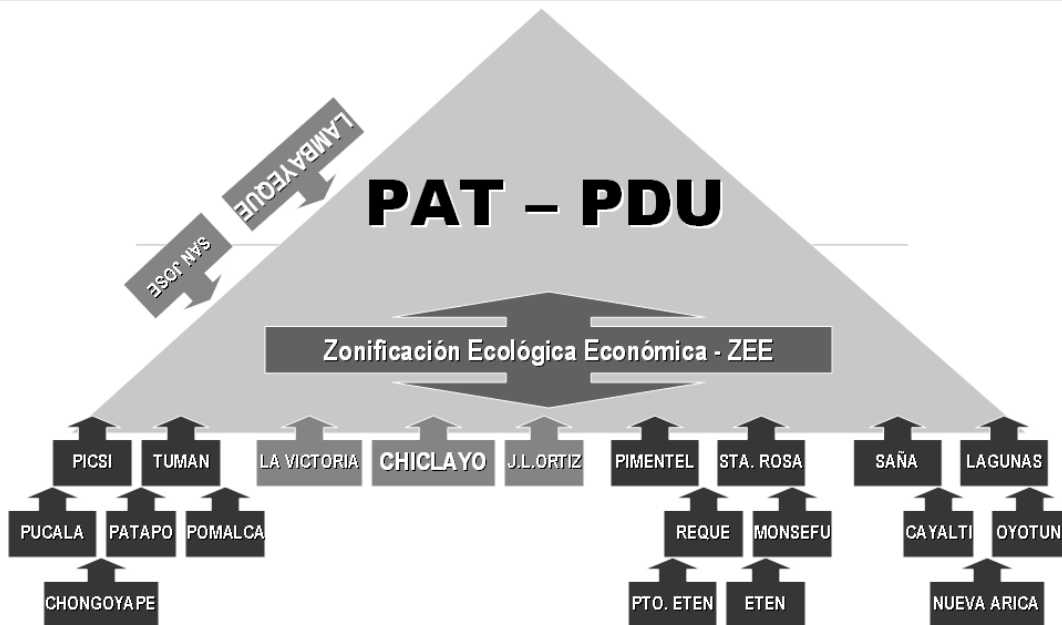 LAMBAYEQUE
SAN JOSE
PAT – PDU
Zonificación Ecológica Económica - ZEE
PICSI
TUMAN
LA VICTORIA
CHICLAYO
J.L.ORTIZ
PIMENTEL
STA. ROSA
SAÑA
LAGUNAS
PUCALA
PATAPO
POMALCA
REQUE
MONSEFU
CAYALTI
OYOTUN
CHONGOYAPE
PTO. ETEN
ETEN
NUEVA ARICA